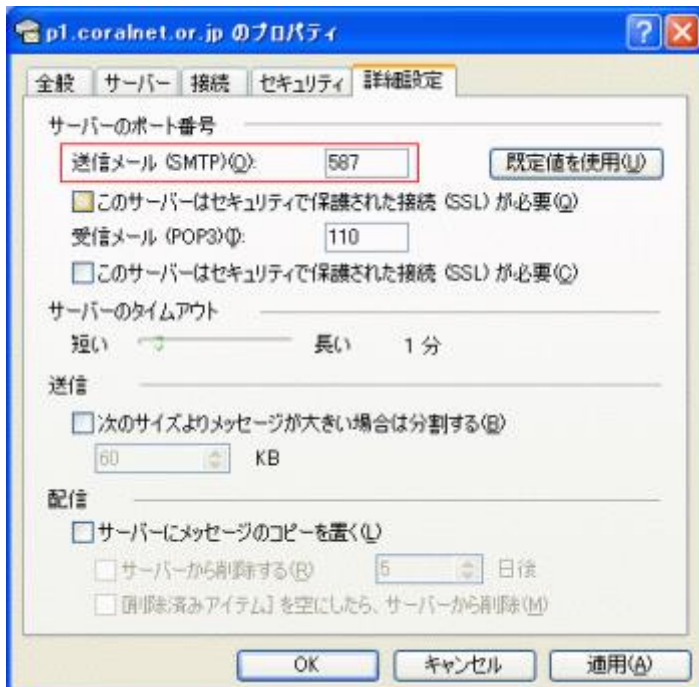 p1.coralnet.or.jp のプロパティ
全般 サーバー 接続 セキュリティ 詳細設定
サーバーのポート番号
送信メール (SMTP)(O): 587 既定値を使用(U)
このサーバーはセキュリティで保護された接続 (SSL) が必要(Q)
受信メール (POP3)(I): 110
このサーバーはセキュリティで保護された接続 (SSL) が必要(C)
サーバーのタイムアウト
短い 長い 1 分
送信
次のサイズよりメッセージが大きい場合は分割する(B)
60 KB
配信
サーバーにメッセージのコピーを置く(L)
サーバーから削除する(R) 5 日後
[削除済みアイテム] を空にしたら、サーバーから削除(M)
OK キャンセル 適用(A)